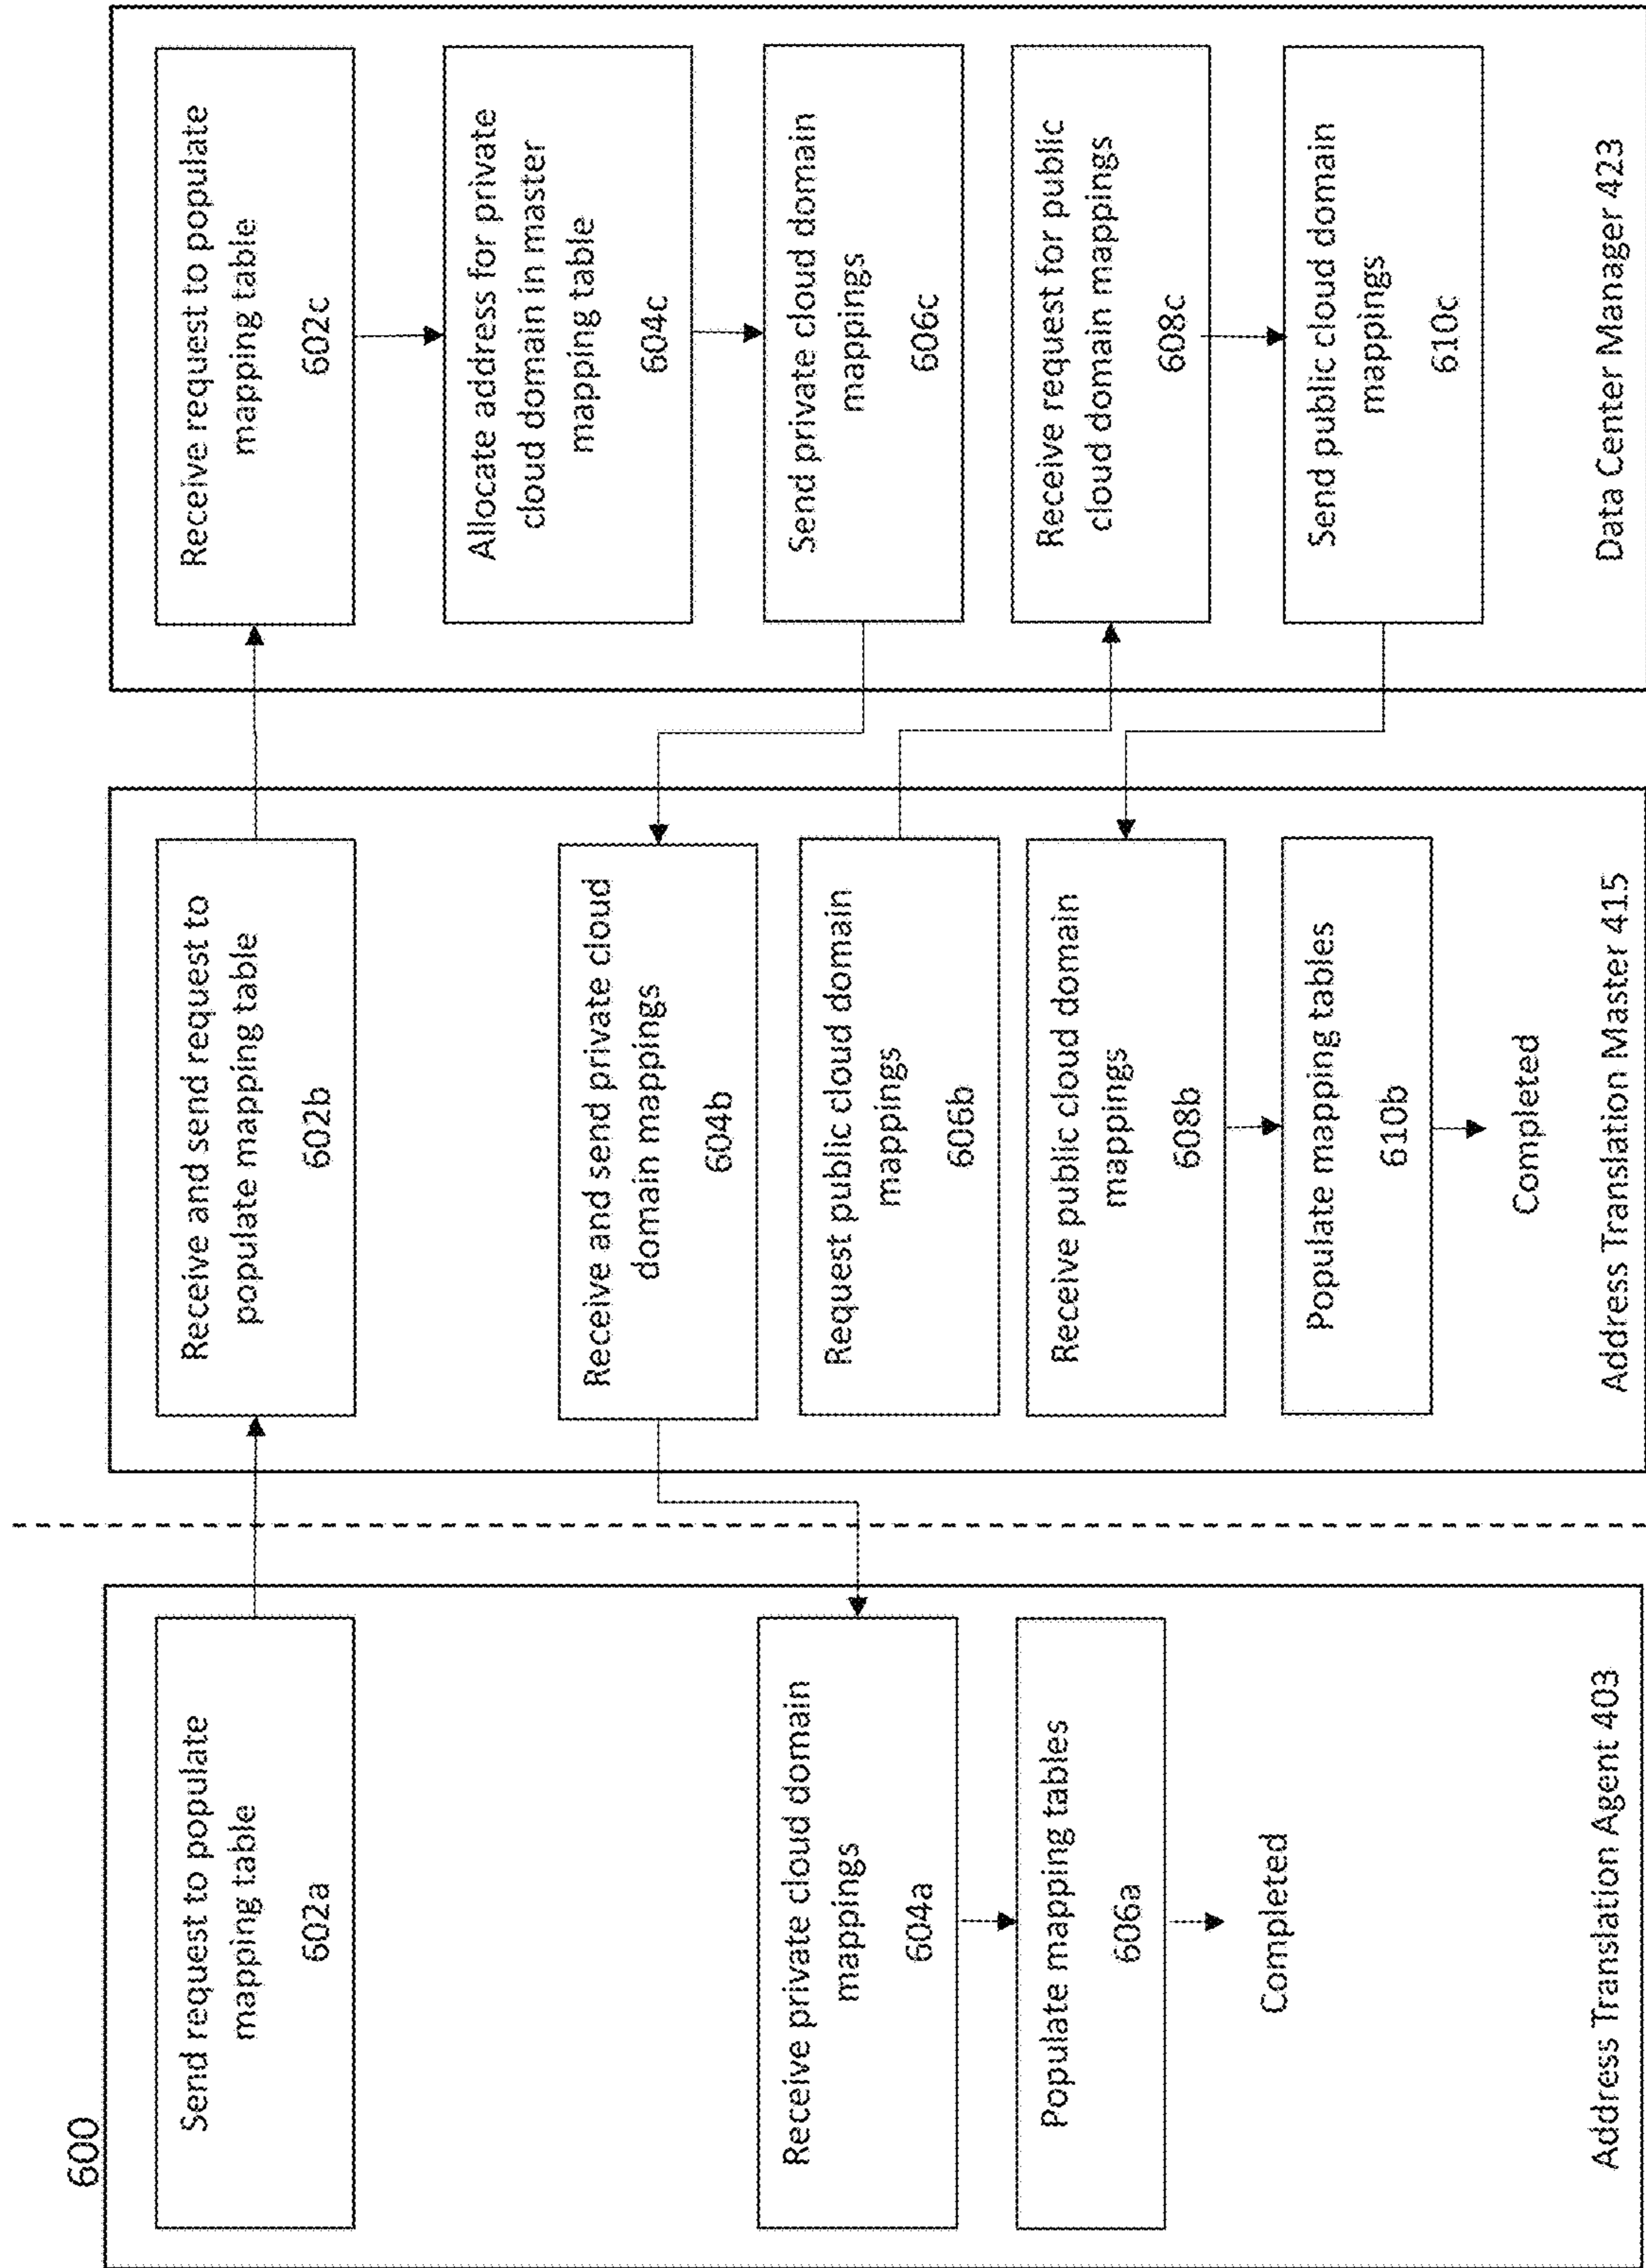 600
Send request to populate
mapping table
602a
Receive private cloud domain
mappings
604a
Populate mapping tables
606a
Completed
Address Translation Agent 403
Receive and send request to
populate mapping table
602b
Receive and send private cloud
domain mappings
604b
Request public cloud domain
mappings
606b
Receive public cloud domain
mappings
608b
Populate mapping tables
610b
Completed
Address Translation Master 415
Receive request to populate
mapping table
602c
Allocate address for private
cloud domain in master
mapping table
604c
Send private cloud domain
mappings
606c
Receive request for public
cloud domain mappings
608c
Send public cloud domain
mappings
610c
Data Center Manager 423